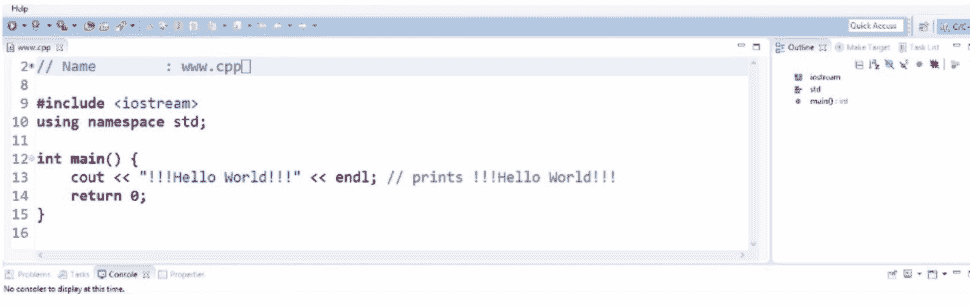 Help
Quick Access
C/C+
www.cpp
2 // Name : www.cpp
8
9 #include <iostream>
10 using namespace std;
11
12 int main() {
13 cout << "!!!Hello World!!!" << endl; // prints !!!Hello World!!!
14 return 0;
15 }
16
Outline Make Target Task List
iostream
std
main() : int
Problems Tasks Console Properties
No consoles to display at this time.